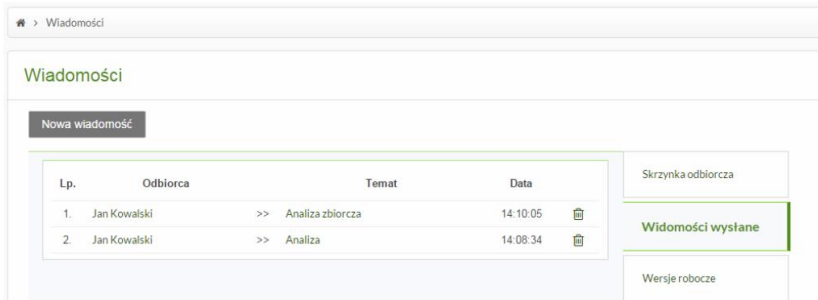 > Wiadomości
Wiadomości
Nowa wiadomość
Lp. Odbiorca Temat Data
1. Jan Kowalski >> Analiza zbiorcza 14:10:05
2. Jan Kowalski >> Analiza 14:08:34
Skrzynka odbiorcza
Widomości wysłane
Wersje robocze